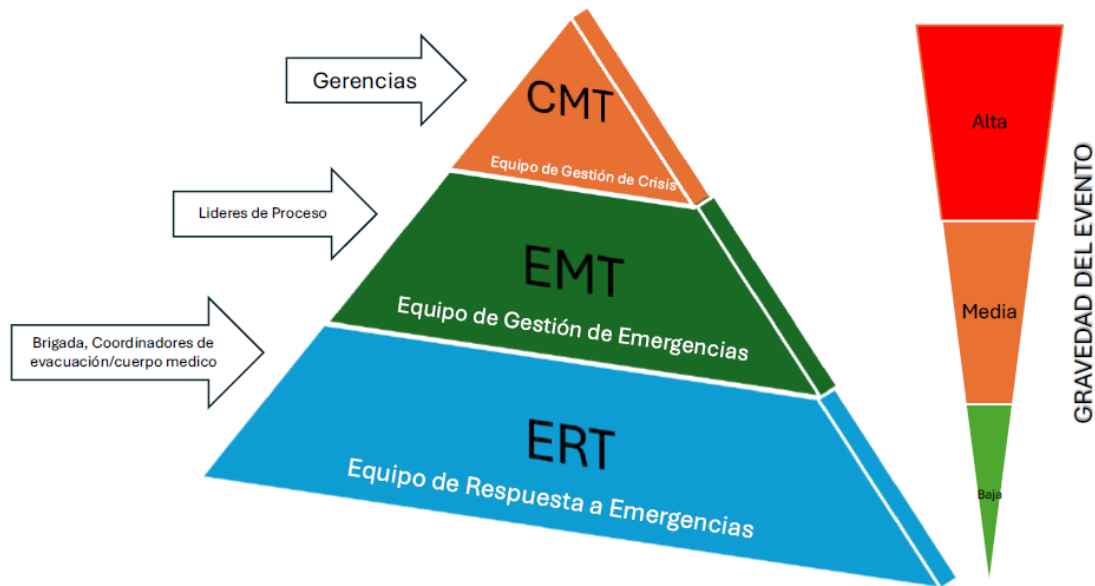 Gerencias
CMT
Equipo de Gestión de Crisis
Lideres de Proceso
EMT
Equipo de Gestión de Emergencias
Brigada, Coordinadores de
evacuación/cuerpo medico
ERT
Equipo de Respuesta a Emergencias
Alta
Media
Baja
GRAVEDAD DEL EVENTO